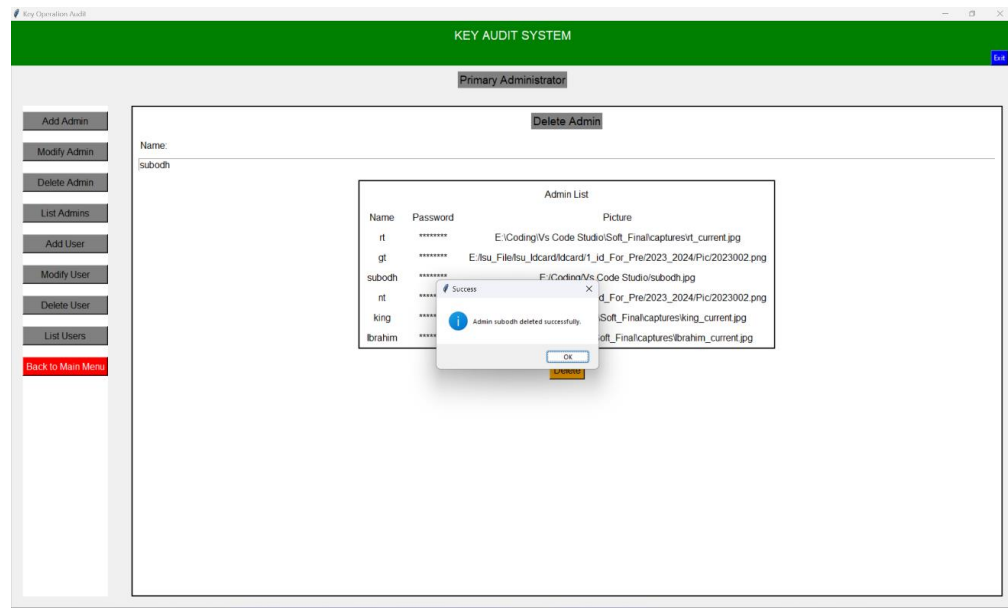 Key Operation Audit
KEY AUDIT SYSTEM
Exit
Primary Administrator
Add Admin
Modify Admin
Delete Admin
List Admins
Add User
Modify User
Delete User
List Users
Back to Main Menu
Delete Admin
Name:
subodh
Admin List
Name Password Picture
rt ******** E:\Coding\Vs Code Studio\Soft_Final\captures\rt_current.jpg
gt ******** E:/lsu_File/lsu_Idcard/Idcard/1_id_For_Pre/2023_2024/Pic/2023002.png
subodh ******** E:/Coding/Vs Code Studio/subodh.jpg
nt **** d_For_Pre/2023_2024/Pic/2023002.png
king **** \Soft_Final\captures\king_current.jpg
Ibrahim **** oft_Final\captures\Ibrahim_current.jpg
Success
Admin subodh deleted successfully.
OK
Delete